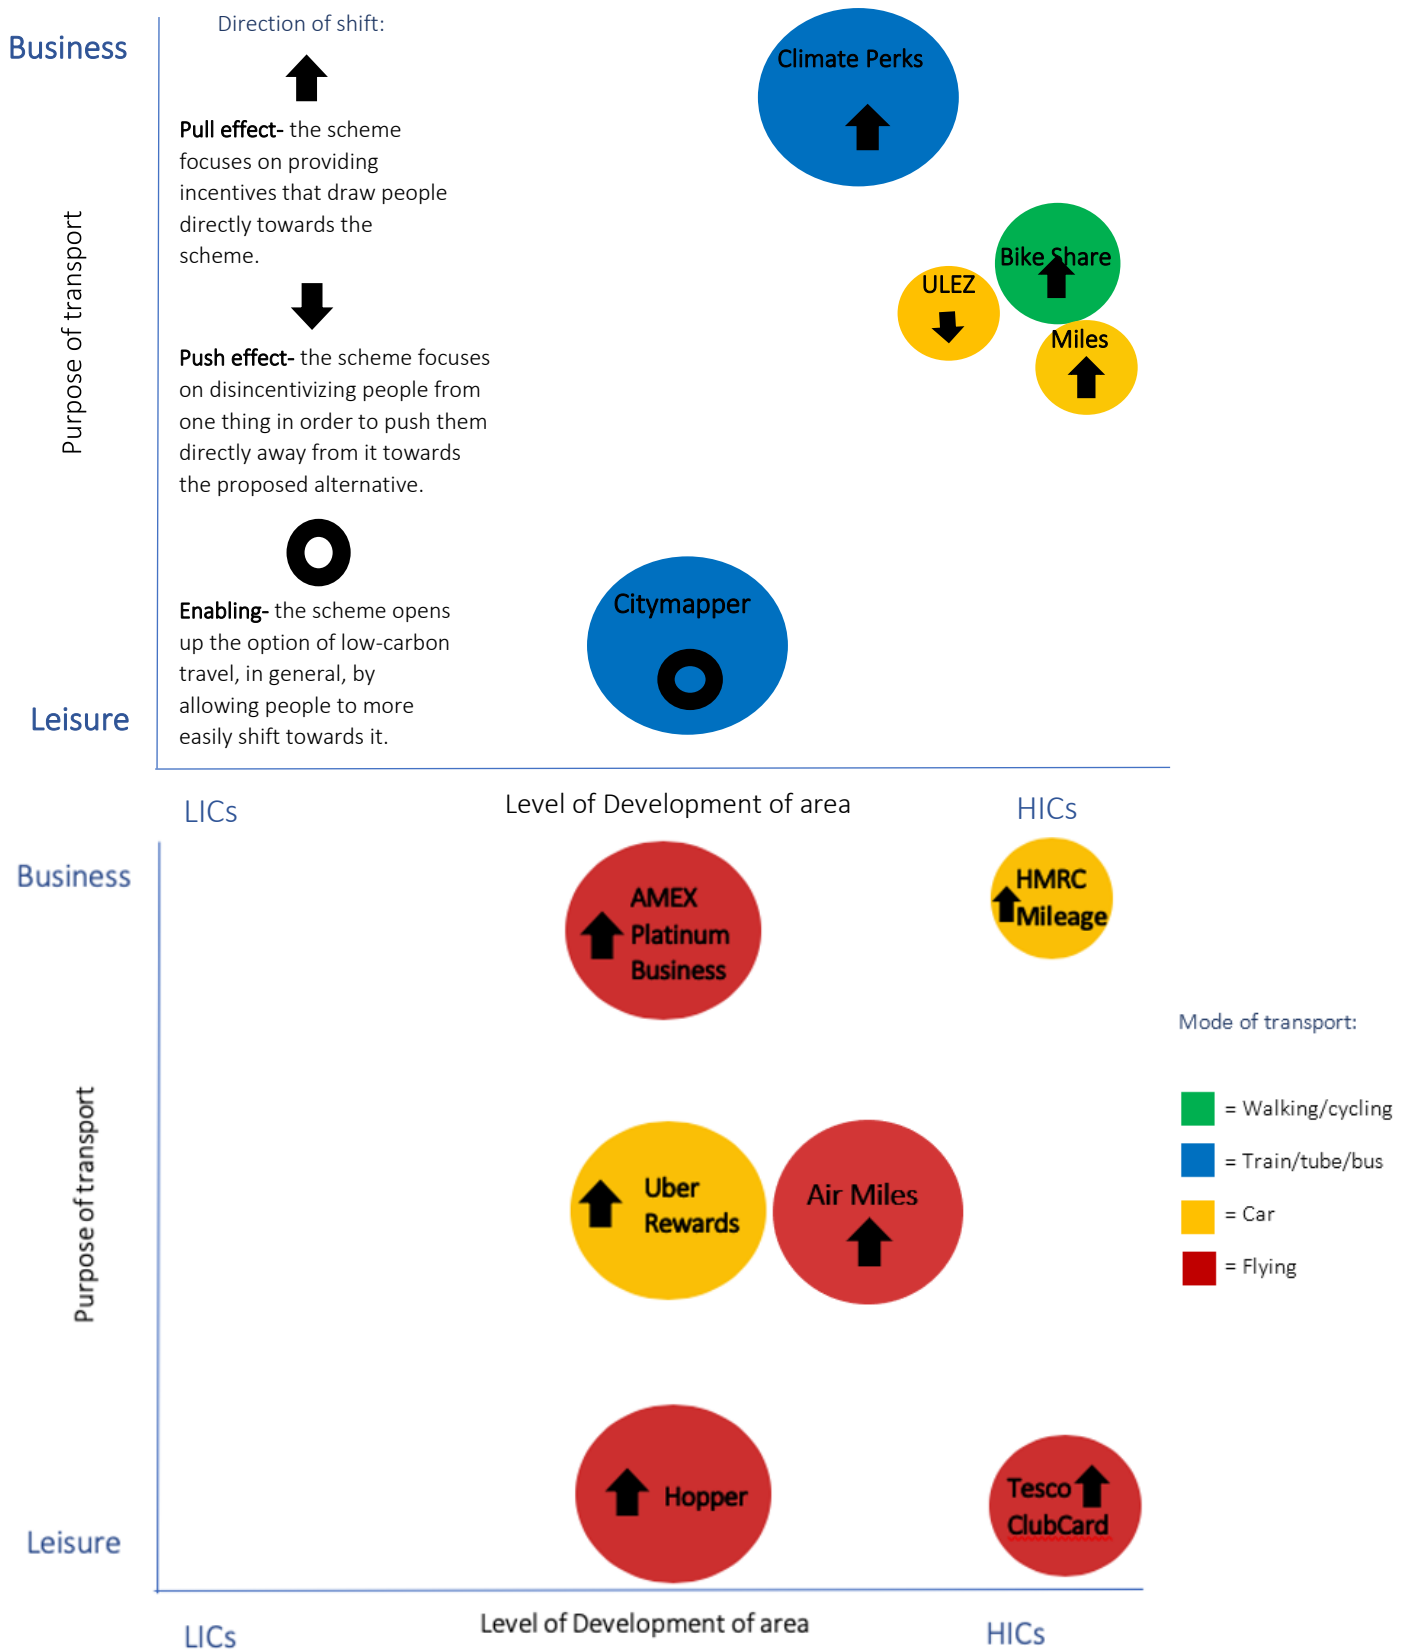 Business
Direction of shift:
Pull effect- the scheme
focuses on providing
incentives that draw people
directly towards the
scheme.
Push effect- the scheme focuses
on disincentivizing people from
one thing in order to push them
directly away from it towards
the proposed alternative.
Enabling- the scheme opens
up the option of low-carbon
travel, in general, by
allowing people to more
easily shift towards it.
Purpose of transport
Leisure
Climate Perks
Bike Share
ULEZ
Miles
Citymapper
LICs
Level of Development of area
HICs
Business
AMEX
Platinum
Business
HMRC
Mileage
Purpose of transport
Uber
Rewards
Air Miles
Hopper
Tesco
ClubCard
Leisure
LICs
Level of Development of area
HICs
Mode of transport:
= Walking/cycling
= Train/tube/bus
= Car
= Flying